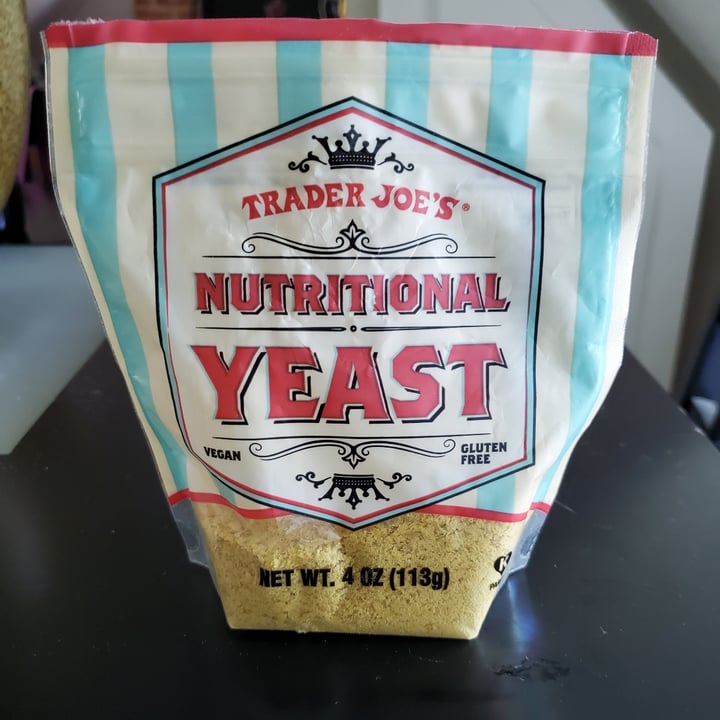 TRADER JOE'S®
NUTRITIONAL
YEAST
VEGAN
GLUTEN
FREE
NET WT. 4 OZ (113g)